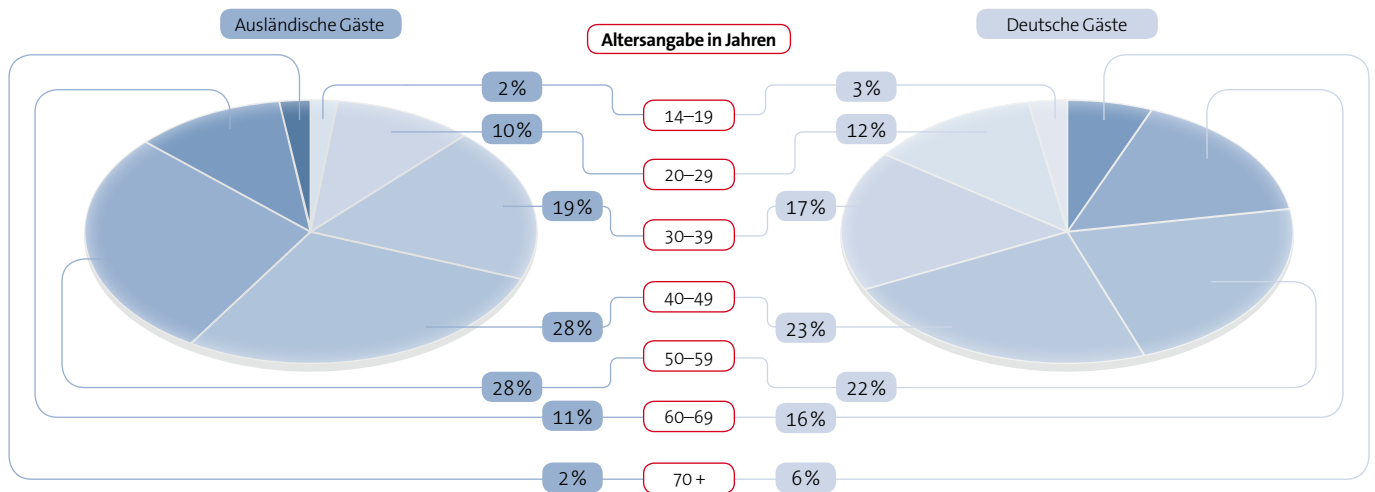 Ausländische Gäste
Altersangabe in Jahren
Deutsche Gäste
2% 14–19 3%
10% 20–29 12%
19% 30–39 17%
28% 40–49 23%
28% 50–59 22%
11% 60–69 16%
2% 70+ 6%